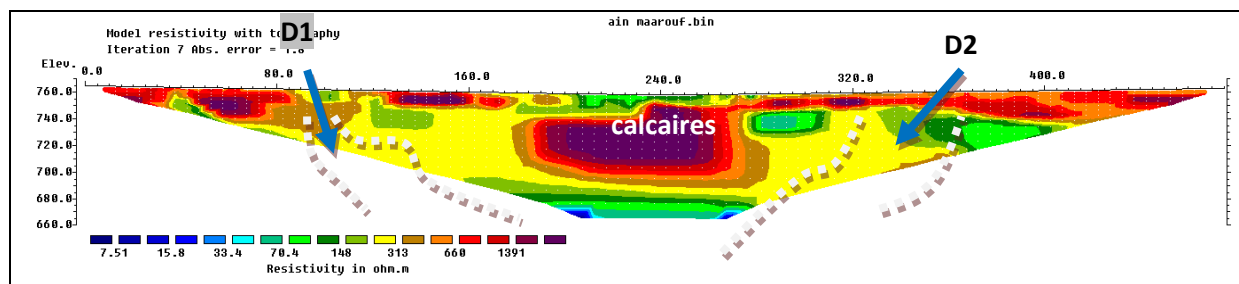 ain maarouf.bin
Model resistivity with to
aphy
D1
Iteration 7 Abs. error = 1.8
D2
Elev.
0.0 80.0 160.0 240.0 320.0 400.0
760.0
740.0
calcaires
720.0
700.0
680.0
660.0
7.51 15.8 33.4 70.4 148 313 660 1391
Resistivity in ohm.m